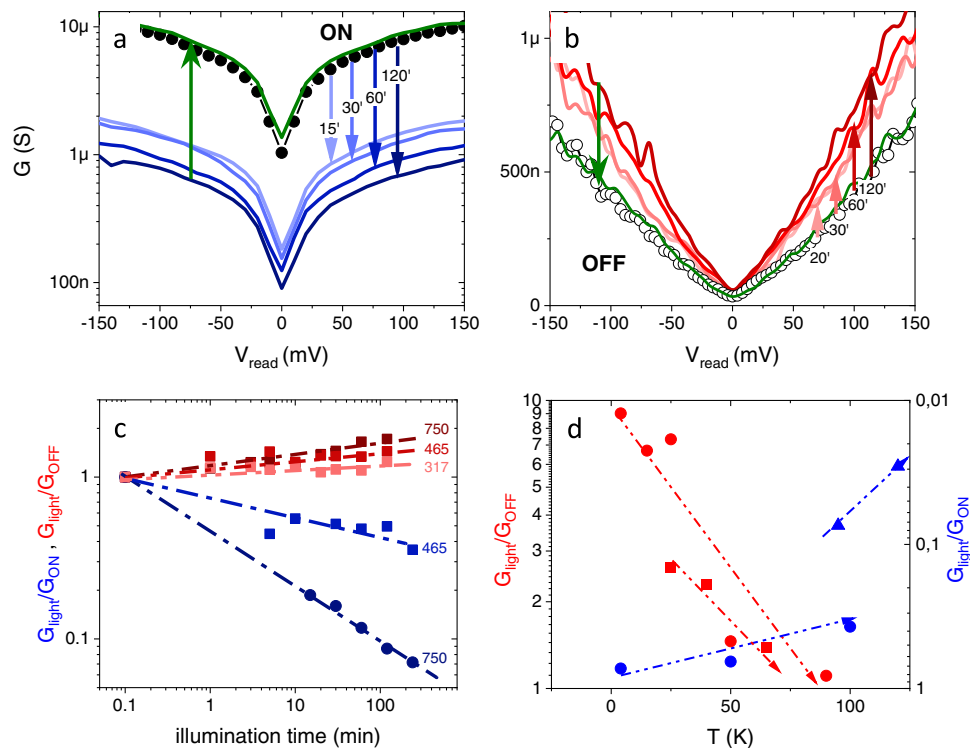 a
ON
10μ
1μ
100n
G (S)
15'
30'
60'
120'
-150 -100 -50 0 50 100 150
V_read (mV)
b
OFF
1μ
500n
0
20'
30'
60'
120'
-150 -100 -50 0 50 100 150
V_read (mV)
c
G_light/G_ON , G_light/G_OFF
1
0.1
750
465
317
465
750
0.1 1 10 100
illumination time (min)
d
G_light/G_OFF
10
9
8
7
6
5
4
3
2
1
0,01
0,1
1
G_light/G_ON
0 50 100
T (K)